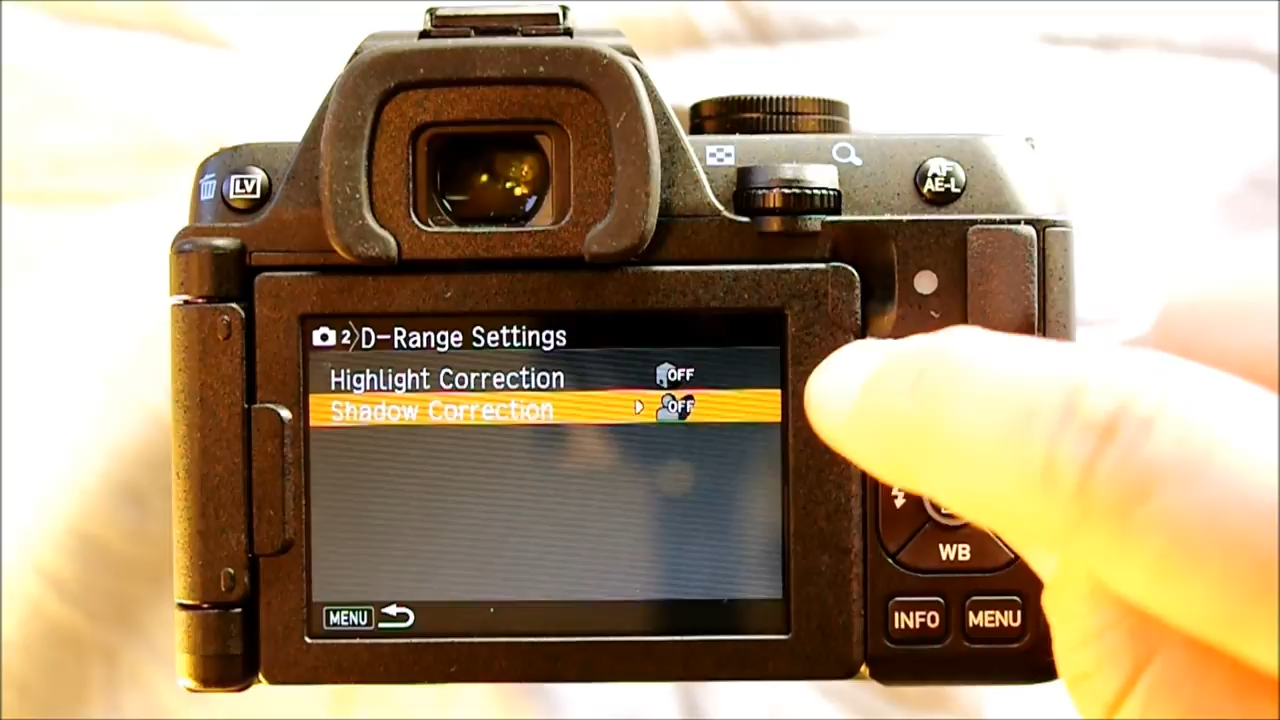 LV
AF
AE-L
2 D-Range Settings
Highlight Correction OFF
Shadow Correction OFF
MENU
WB
INFO MENU